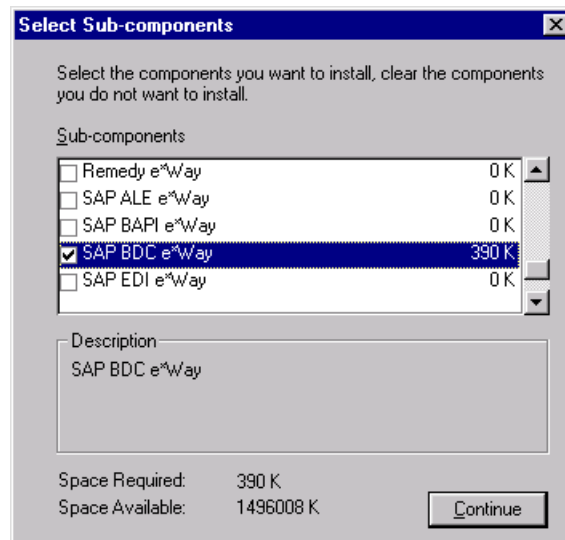 Select Sub-components
Select the components you want to install, clear the components
you do not want to install.
Sub-components
Remedy e*Way 0 K
SAP ALE e*Way 0 K
SAP BAPI e*Way 0 K
SAP BDC e*Way 390 K
SAP EDI e*Way 0 K
Description
SAP BDC e*Way
Space Required: 390 K
Space Available: 1496008 K
Continue